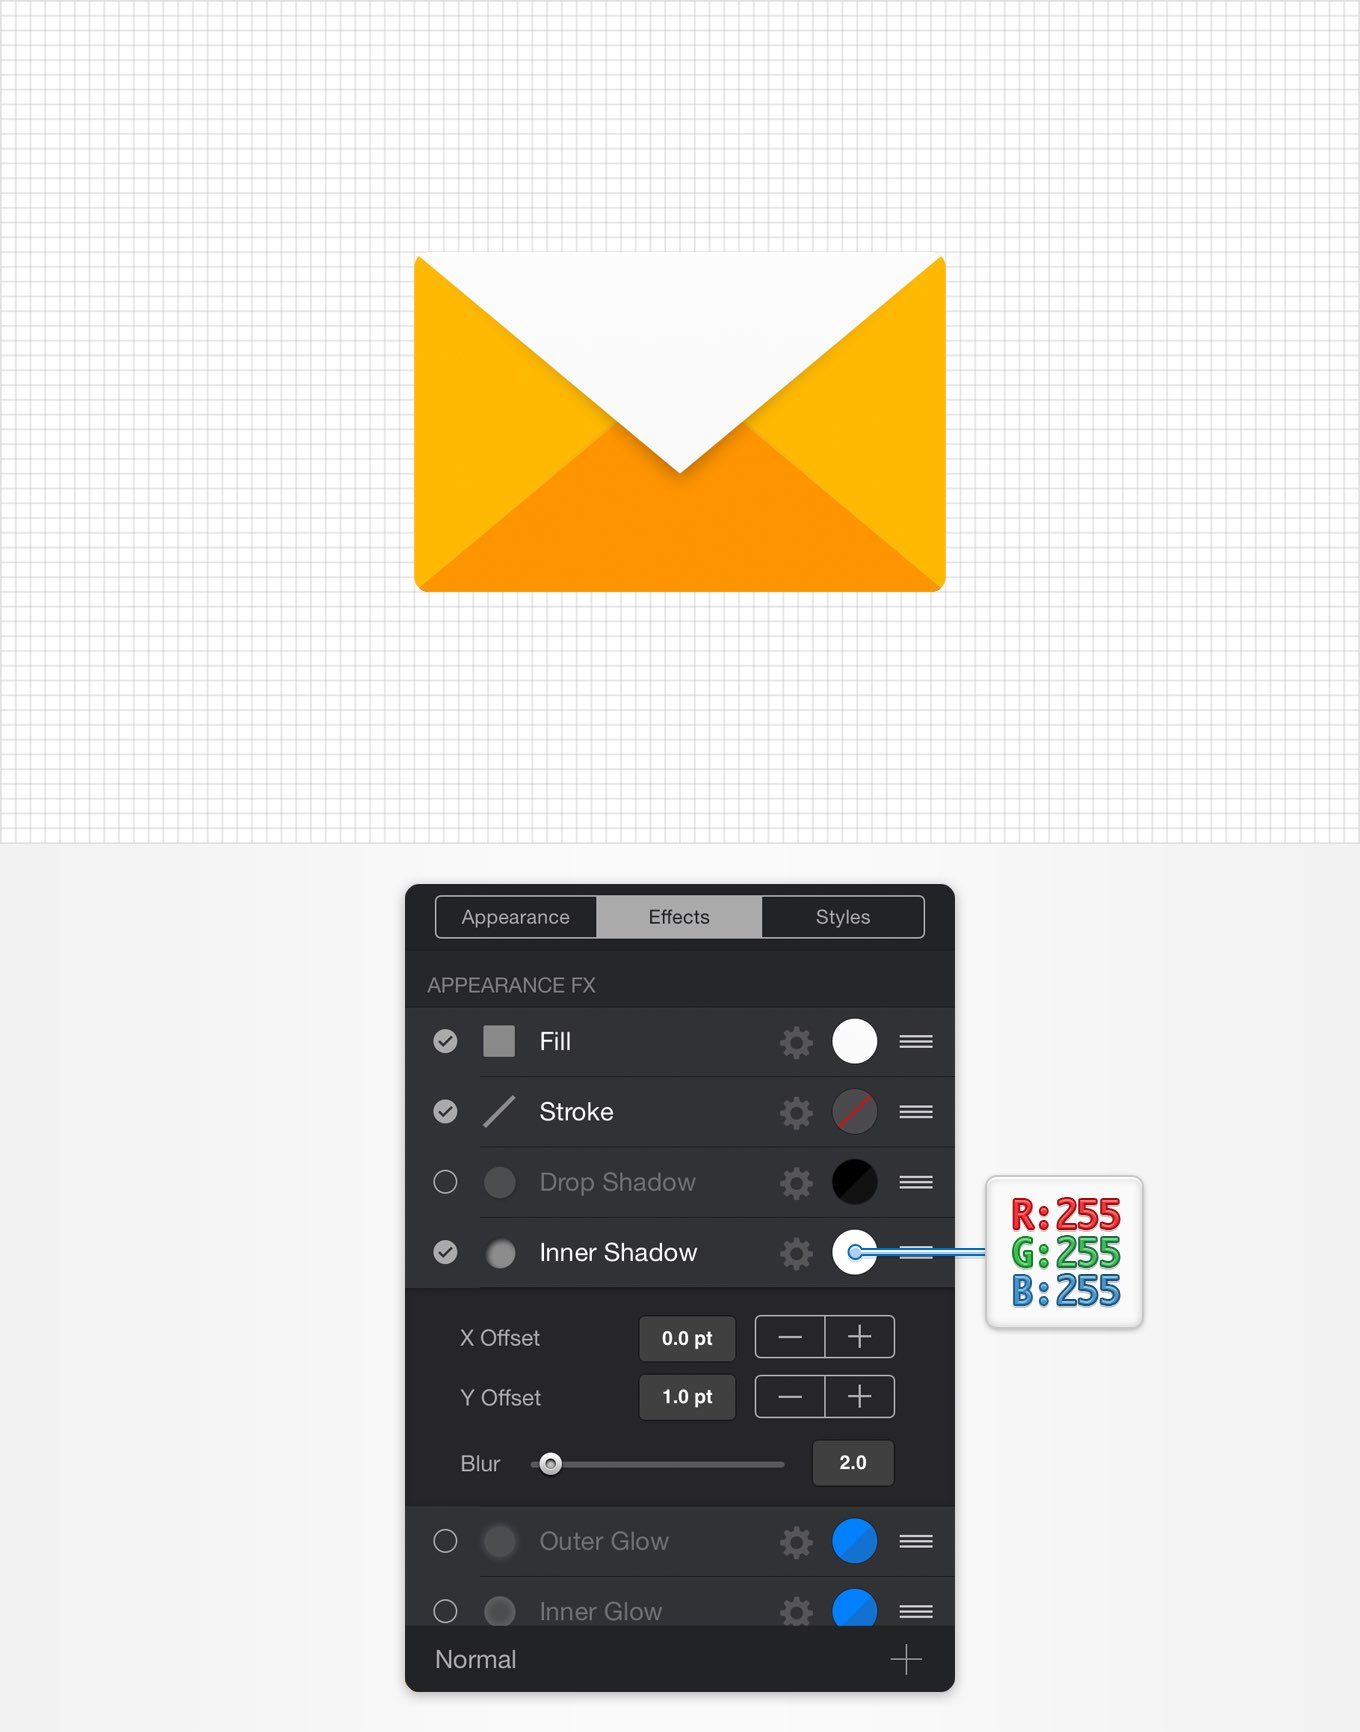 Appearance Effects Styles
APPEARANCE FX
Fill
Stroke
Drop Shadow
Inner Shadow
R:255
G:255
B:255
X Offset 0.0 pt
Y Offset 1.0 pt
Blur 2.0
Outer Glow
Inner Glow
Normal